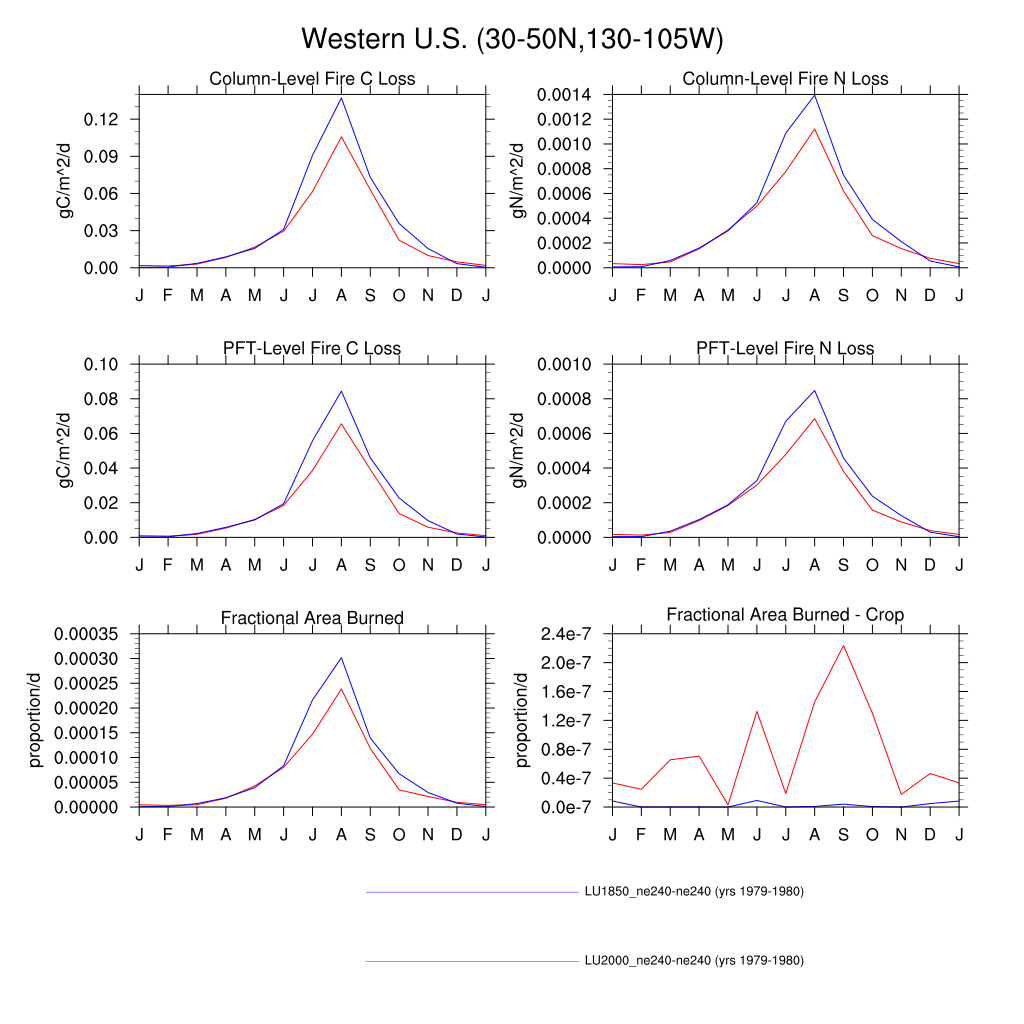 Western U.S. (30-50N,130-105W)
Column-Level Fire C Loss
gC/m^2/d
0.12
0.09
0.06
0.03
0.00
J F M A M J J A S O N D J
Column-Level Fire N Loss
gN/m^2/d
0.0014
0.0012
0.0010
0.0008
0.0006
0.0004
0.0002
0.0000
J F M A M J J A S O N D J
PFT-Level Fire C Loss
gC/m^2/d
0.10
0.08
0.06
0.04
0.02
0.00
J F M A M J J A S O N D J
PFT-Level Fire N Loss
gN/m^2/d
0.0010
0.0008
0.0006
0.0004
0.0002
0.0000
J F M A M J J A S O N D J
Fractional Area Burned
proportion/d
0.00035
0.00030
0.00025
0.00020
0.00015
0.00010
0.00005
0.00000
J F M A M J J A S O N D J
Fractional Area Burned - Crop
proportion/d
2.4e-7
2.0e-7
1.6e-7
1.2e-7
0.8e-7
0.4e-7
0.0e-7
J F M A M J J A S O N D J
LU1850_ne240-ne240 (yrs 1979-1980)
LU2000_ne240-ne240 (yrs 1979-1980)